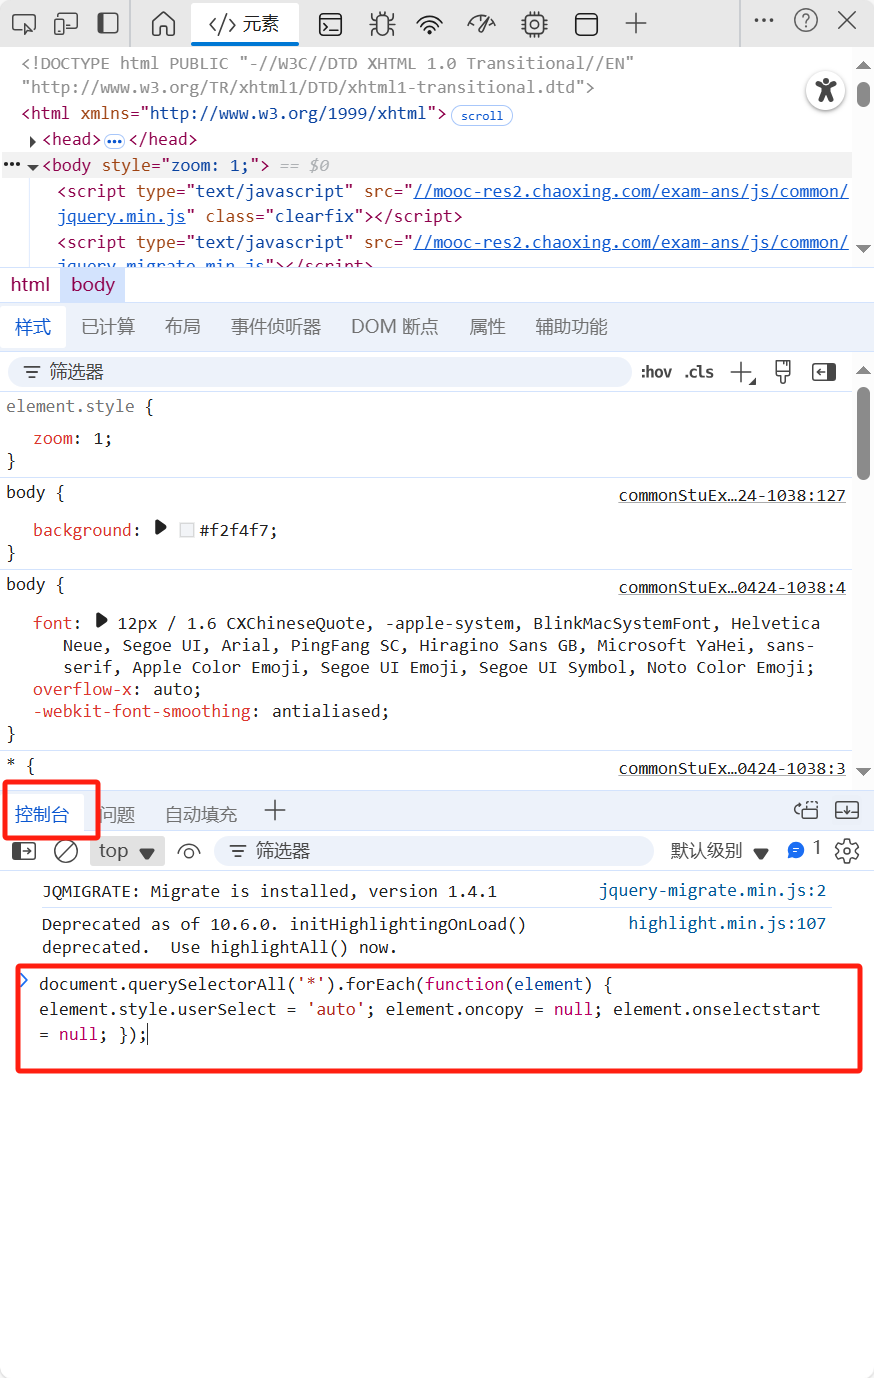 </> 元素
<!DOCTYPE html PUBLIC "-//W3C//DTD XHTML 1.0 Transitional//EN"
"http://www.w3.org/TR/xhtml1/DTD/xhtml1-transitional.dtd">
<html xmlns="http://www.w3.org/1999/xhtml"> scroll
<head> ••• </head>
••• <body style="zoom: 1;"> == $0
<script type="text/javascript" src="//mooc-res2.chaoxing.com/exam-ans/js/common/
jquery.min.js" class="clearfix"></script>
<script type="text/javascript" src="//mooc-res2.chaoxing.com/exam-ans/js/common/
jquery-migrate.min.js"></script>
html body
样式 已计算 布局 事件侦听器 DOM 断点 属性 辅助功能
筛选器 :hov .cls
element.style {
zoom: 1;
}
body { commonStuEx…24-1038:127
background: #f2f4f7;
}
body { commonStuEx…0424-1038:4
font: 12px / 1.6 CXChineseQuote, -apple-system, BlinkMacSystemFont, Helvetica
Neue, Segoe UI, Arial, PingFang SC, Hiragino Sans GB, Microsoft YaHei, sans-
serif, Apple Color Emoji, Segoe UI Emoji, Segoe UI Symbol, Noto Color Emoji;
overflow-x: auto;
-webkit-font-smoothing: antialiased;
}
* { commonStuEx…0424-1038:3
控制台 问题 自动填充
top 筛选器 默认级别 1
JQMIGRATE: Migrate is installed, version 1.4.1 jquery-migrate.min.js:2
Deprecated as of 10.6.0. initHighlightingOnLoad() highlight.min.js:107
deprecated.  Use highlightAll() now.
document.querySelectorAll('*').forEach(function(element) {
element.style.userSelect = 'auto'; element.oncopy = null; element.onselectstart
= null; });